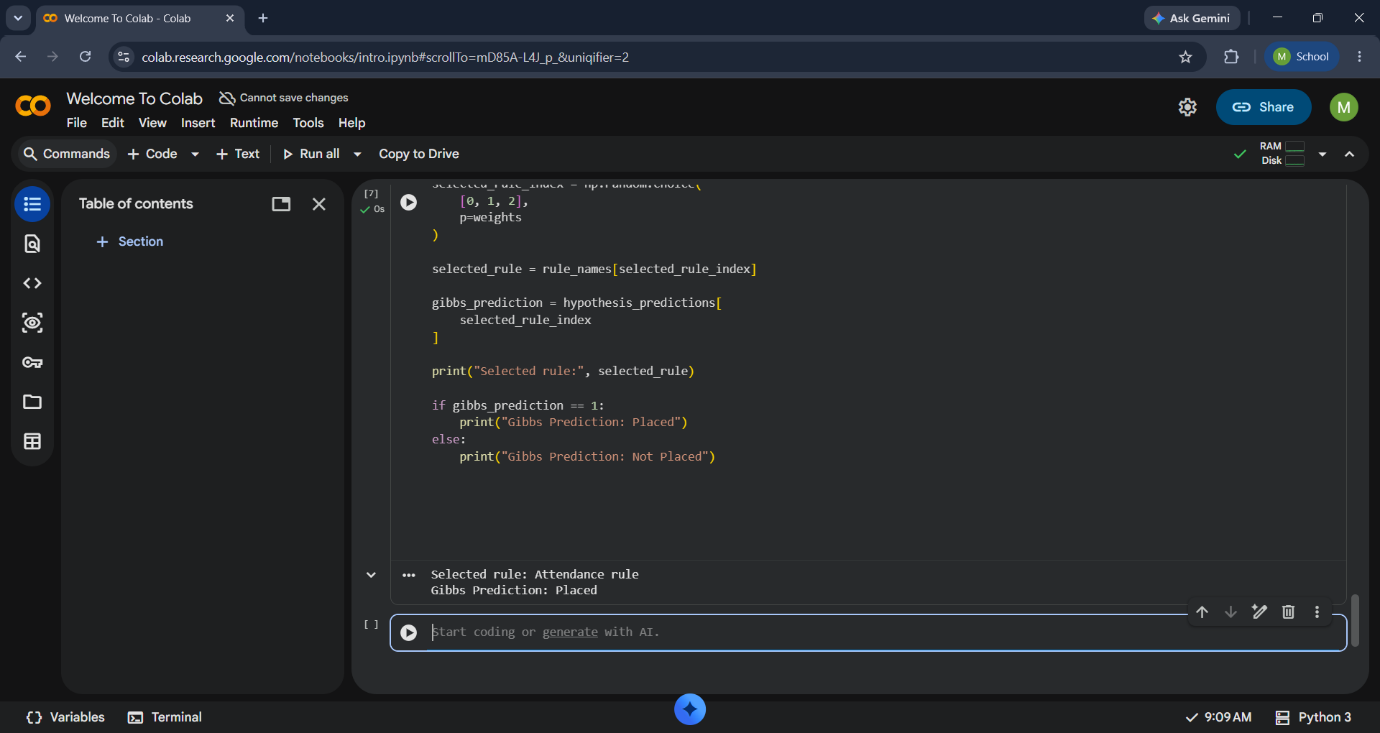 Welcome To Colab - Colab
Ask Gemini
colab.research.google.com/notebooks/intro.ipynb#scrollTo=mD85A-L4J_p_&uniqifier=2
M School
Welcome To Colab
Cannot save changes
File Edit View Insert Runtime Tools Help
Share
M
Commands + Code + Text Run all Copy to Drive
RAM
Disk
Table of contents
+ Section
[7]
0s
selected_rule_index = np.random.choice(
[0, 1, 2],
p=weights
)
selected_rule = rule_names[selected_rule_index]
gibbs_prediction = hypothesis_predictions[
selected_rule_index
]
print("Selected rule:", selected_rule)
if gibbs_prediction == 1:
print("Gibbs Prediction: Placed")
else:
print("Gibbs Prediction: Not Placed")
Selected rule: Attendance rule
Gibbs Prediction: Placed
[ ]
Start coding or generate with AI.
{} Variables
Terminal
9:09 AM
Python 3